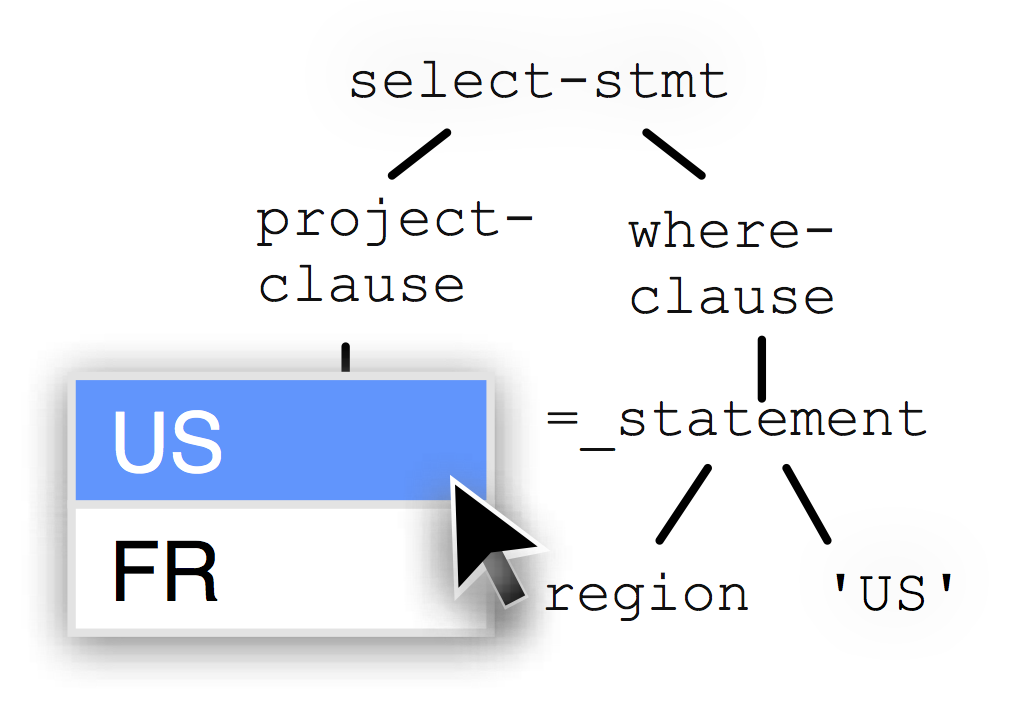 select-stmt
project-
clause
where-
clause
US
FR
=_statement
region
'US'